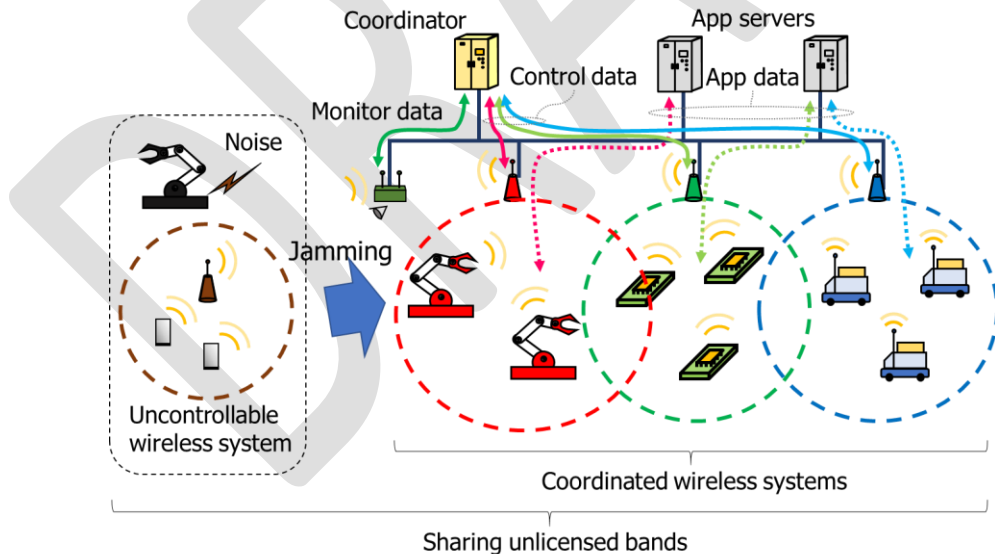 Coordinator
App servers
Control data
App data
Monitor data
Noise
Jamming
Uncontrollable
wireless system
Coordinated wireless systems
Sharing unlicensed bands
DRA